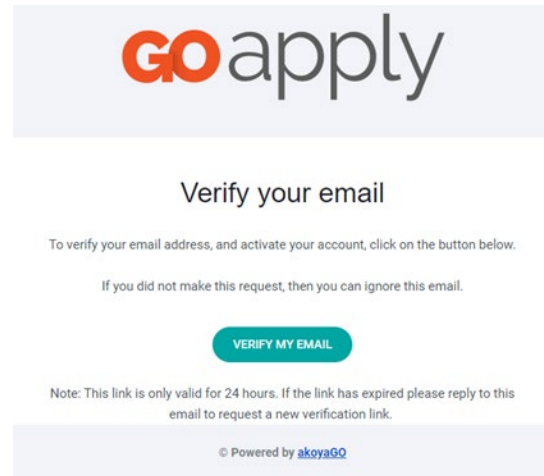 GOapply
Verify your email
To verify your email address, and activate your account, click on the button below.
If you did not make this request, then you can ignore this email.
VERIFY MY EMAIL
Note: This link is only valid for 24 hours. If the link has expired please reply to this
email to request a new verification link.
© Powered by akoyaGO